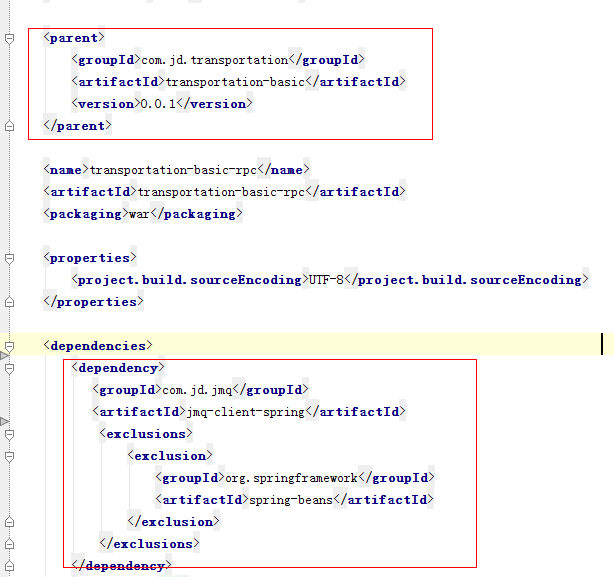 <parent>
<groupId>com.jd.transportation</groupId>
<artifactId>transportation-basic</artifactId>
<version>0.0.1</version>
</parent>
<name>transportation-basic-rpc</name>
<artifactId>transportation-basic-rpc</artifactId>
<packaging>war</packaging>
<properties>
<project.build.sourceEncoding>UTF-8</project.build.sourceEncoding>
</properties>
<dependencies>
<dependency>
<groupId>com.jd.jmq</groupId>
<artifactId>jmq-client-spring</artifactId>
<exclusions>
<exclusion>
<groupId>org.springframework</groupId>
<artifactId>spring-beans</artifactId>
</exclusion>
</exclusions>
</dependency>